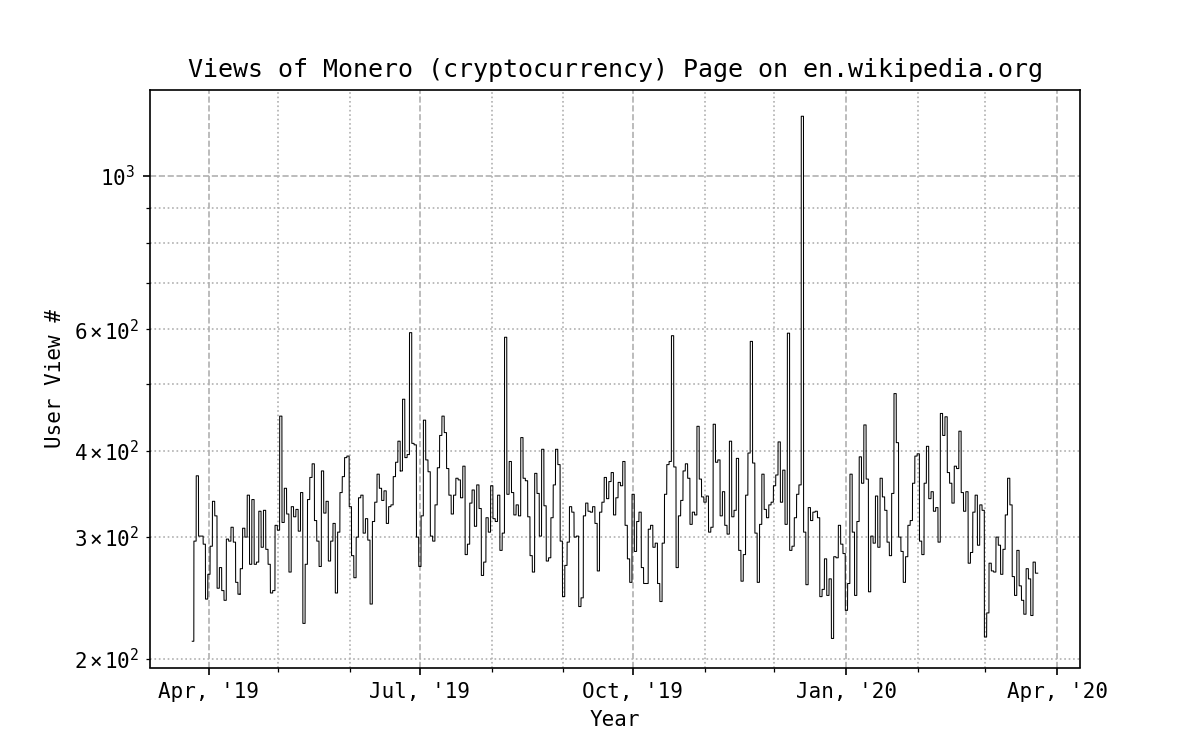 Views of Monero (cryptocurrency) Page on en.wikipedia.org
10³
6×10²
4×10²
3×10²
2×10²
User View #
Apr, '19 Jul, '19 Oct, '19 Jan, '20 Apr, '20
Year